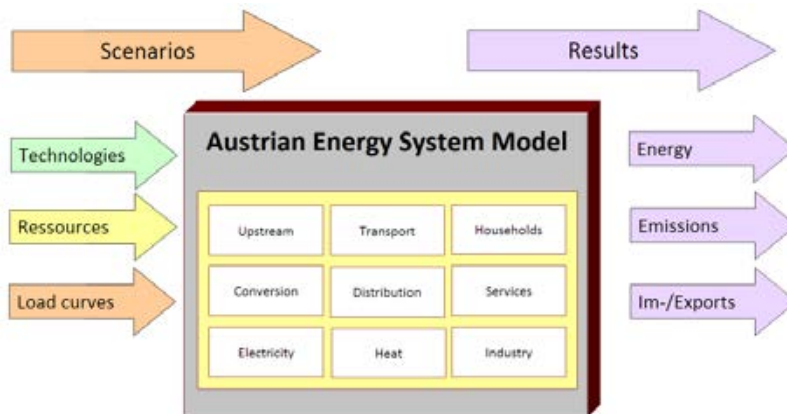 Scenarios
Results
Austrian Energy System Model
Technologies
Ressources
Load curves
Upstream
Transport
Households
Conversion
Distribution
Services
Electricity
Heat
Industry
Energy
Emissions
Im-/Exports